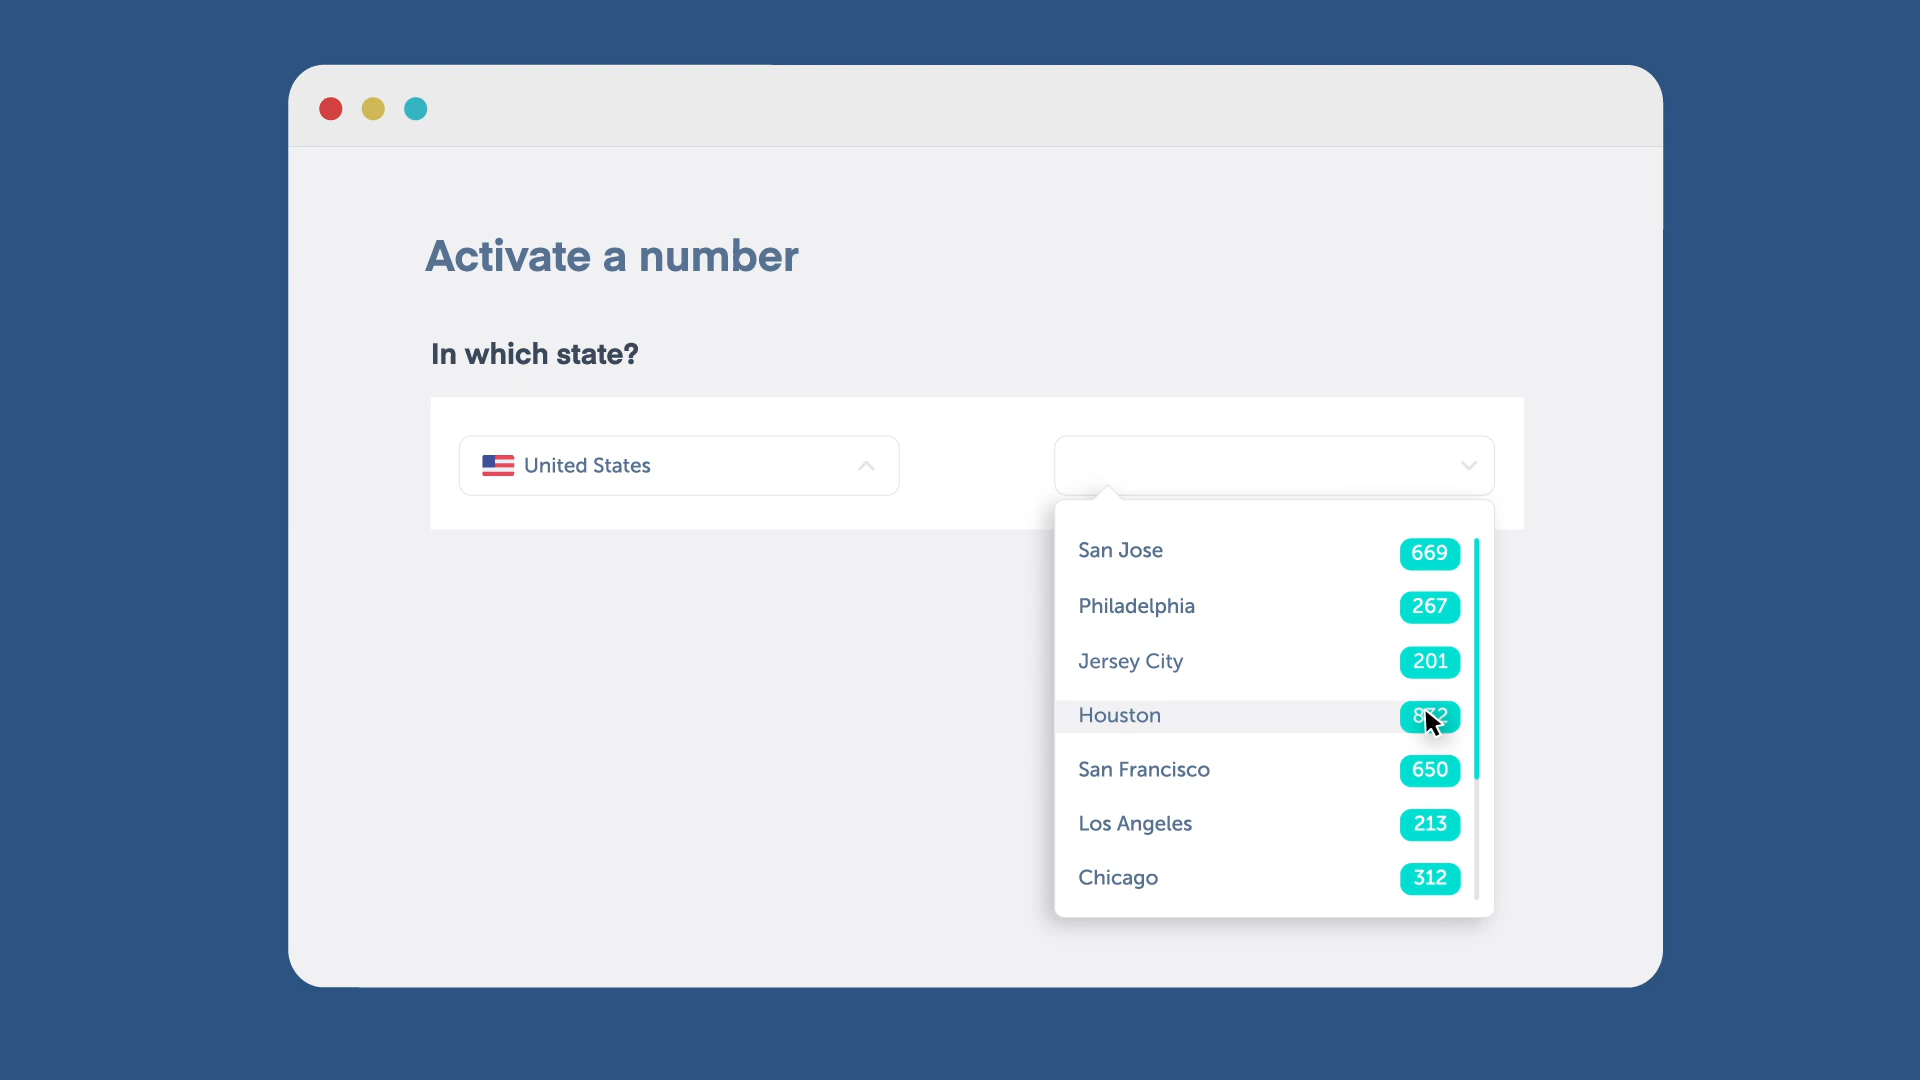 Activate a number
In which state?
United States
San Jose 669
Philadelphia 267
Jersey City 201
Houston
San Francisco 650
Los Angeles 213
Chicago 312